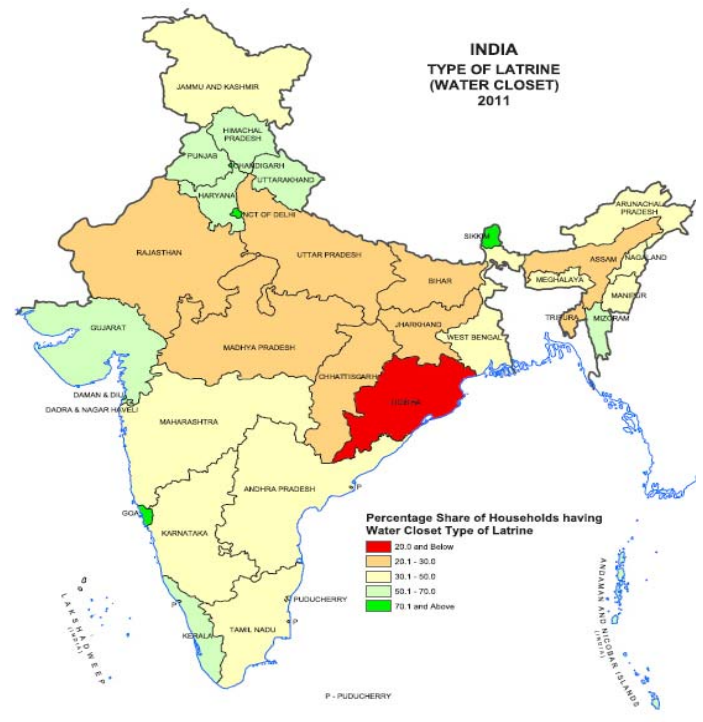 INDIA
TYPE OF LATRINE
(WATER CLOSET)
2011
JAMMU AND KASHMIR
HIMACHAL
PRADESH
PUNJAB
CHANDIGARH
UTTARAKHAND
HARYANA
NCT OF DELHI
ARUNACHAL
PRADESH
SIKKIM
RAJASTHAN
UTTAR PRADESH
ASSAM
NAGALAND
BIHAR
MEGHALAYA
MANIPUR
GUJARAT
JHARKHAND
TRIPURA
MIZORAM
WEST BENGAL
MADHYA PRADESH
CHHATTISGARH
DAMAN & DIU
DADRA & NAGAR HAVELI
MAHARASHTRA
ANDHRA PRADESH
P
GOA
KARNATAKA
Percentage Share of Households having
Water Closet Type of Latrine
20.0 and Below
20.1 - 30.0
30.1 - 50.0
50.1 - 70.0
70.1 and Above
LAKSHADWEEP
(INDIA)
P
PUDUCHERRY
P
KERALA
TAMIL NADU
ANDAMAN AND NICOBAR ISLANDS
(INDIA)
P - PUDUCHERRY